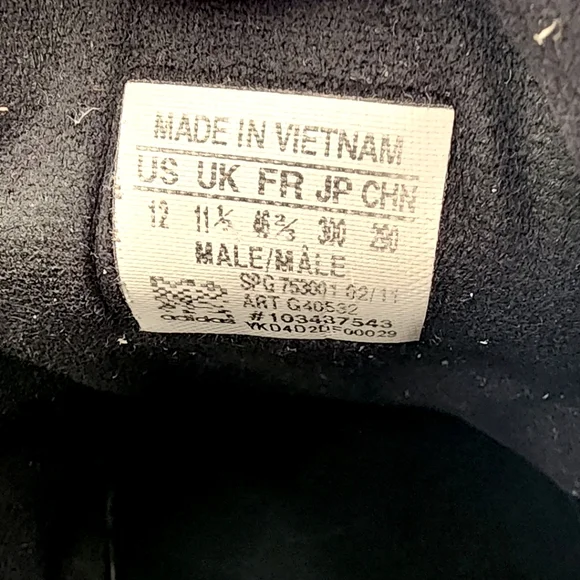 MADE IN VIETNAM
US UK FR JP CHN
12 11½ 46⅔ 300 290
MALE/MÂLE
SPG 753001 02/11
ART G40532
#103437543
adidas